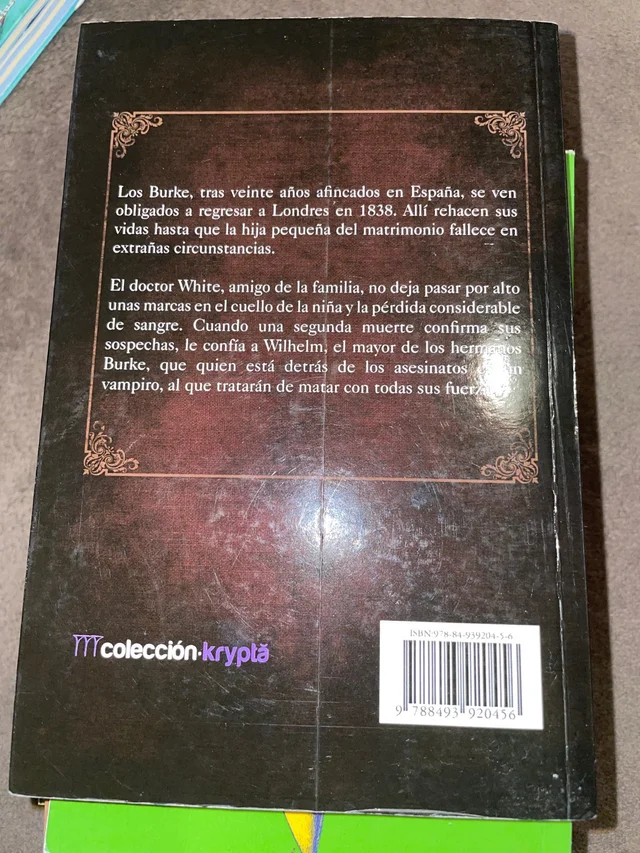 Los Burke, tras veinte años afincados en España, se ven
obligados a regresar a Londres en 1838. Allí rehacen sus
vidas hasta que la hija pequeña del matrimonio fallece en
extrañas circunstancias.
El doctor White, amigo de la familia, no deja pasar por alto
unas marcas en el cuello de la niña y la pérdida considerable
de sangre. Cuando una segunda muerte confirma sus
sospechas, le confía a Wilhelm, el mayor de los hermanos
Burke, que quien está detrás de los asesinatos
vampiro, al que tratarán de matar con todas sus
colección·kryptă
ISBN 978-84-939204-5-6
9 788493 920456